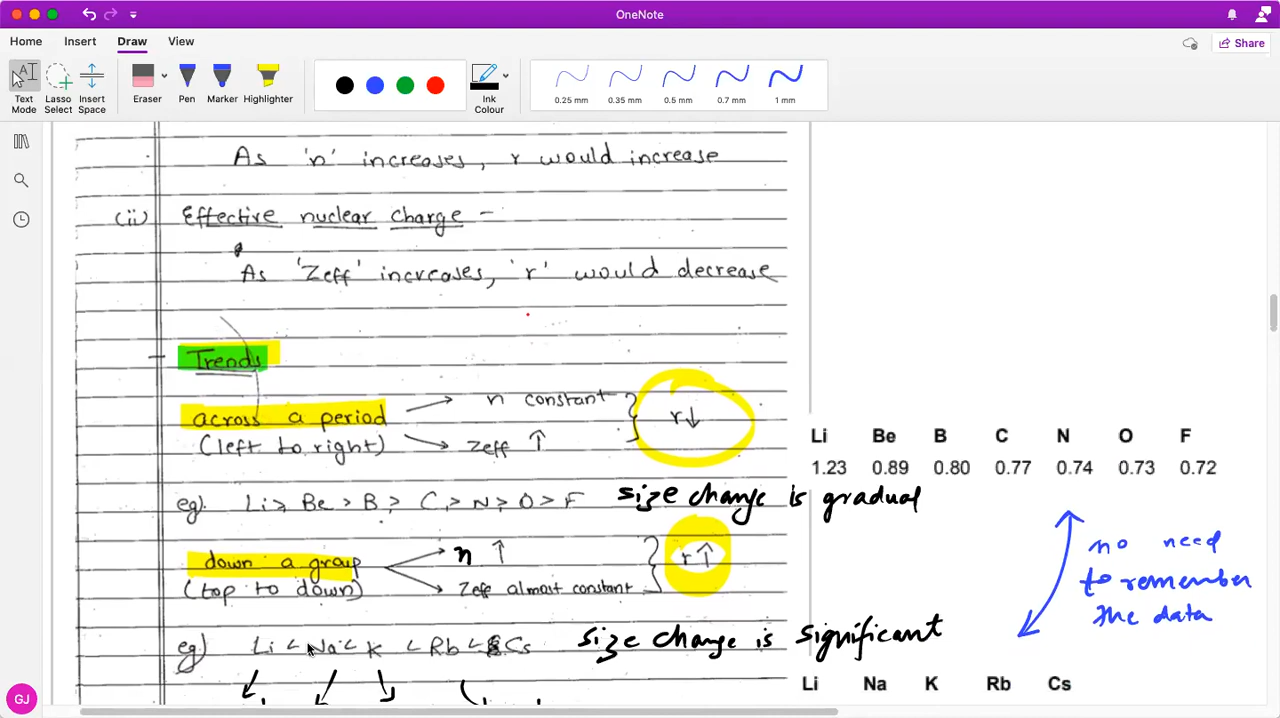 OneNote
Home Insert Draw View
Share
Text Mode
Lasso Select
Insert Space
Eraser
Pen
Marker
Highlighter
Ink Colour
0.25 mm
0.35 mm
0.5 mm
0.7 mm
1 mm
As 'n' increases, r would increase
(ii) Effective nuclear charge -
As 'Zeff' increases, 'r' would decrease
Trends
across a period → n constant
(left to right) → Zeff ↑
r↓
Li Be B C N O F
1.23 0.89 0.80 0.77 0.74 0.73 0.72
eg). Li > Be > B > C > N > O > F size change is gradual
down a group → n ↑
(top to down) → Zeff almost constant
r↑
no need
to remember
the data
eg) Li < Na < K < Rb < Cs size change is significant
Li Na K Rb Cs
GJ